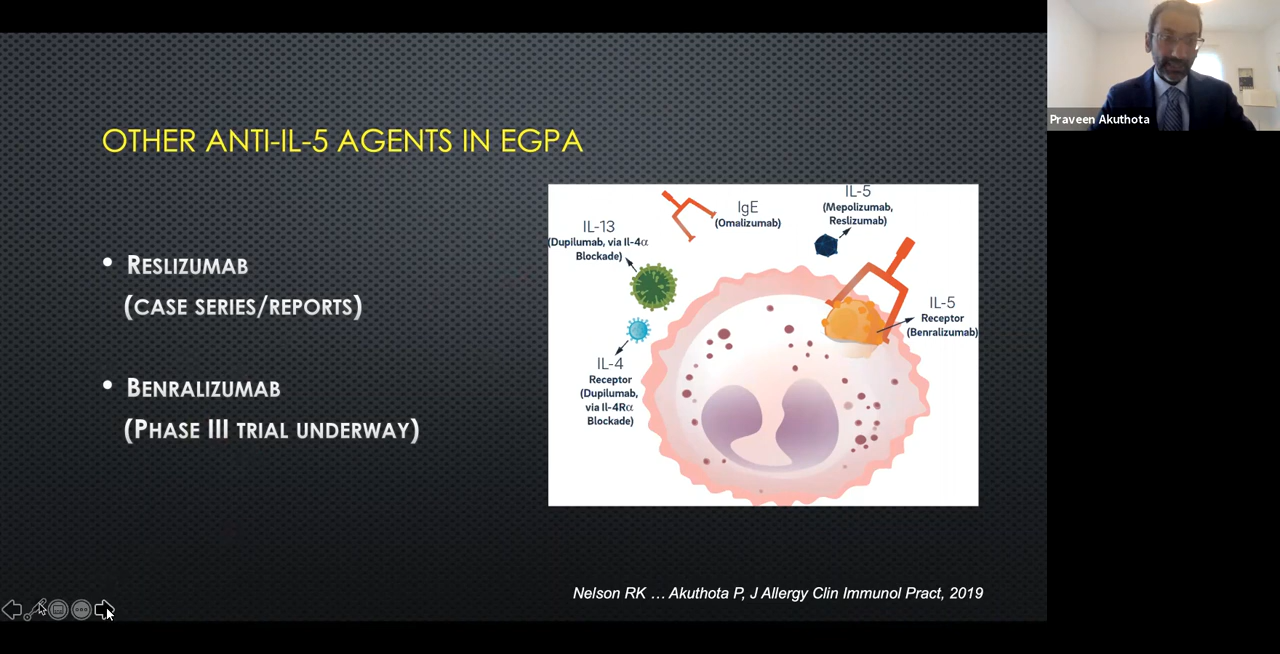 OTHER ANTI-IL-5 AGENTS IN EGPA
• RESLIZUMAB
(CASE SERIES/REPORTS)
• BENRALIZUMAB
(PHASE III TRIAL UNDERWAY)
IL-5
(Mepolizumab,
Reslizumab)
IgE
(Omalizumab)
IL-13
(Dupilumab, via Il-4α
Blockade)
IL-5
Receptor
(Benralizumab)
IL-4
Receptor
(Dupilumab,
via Il-4Rα
Blockade)
Nelson RK … Akuthota P, J Allergy Clin Immunol Pract, 2019
Praveen Akuthota